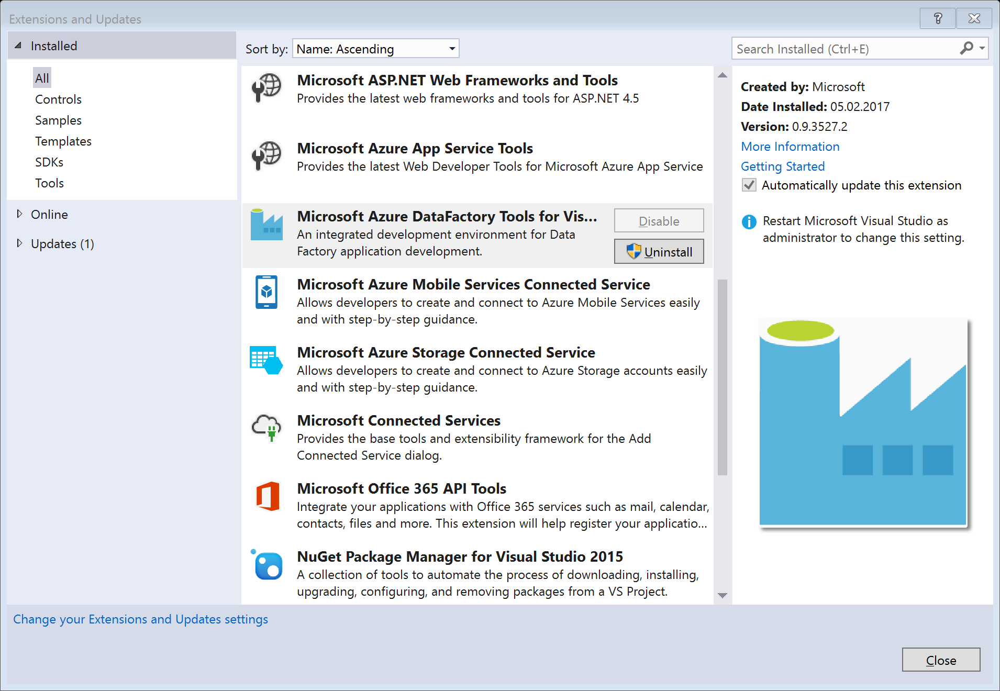 Extensions and Updates
Installed
All
Controls
Samples
Templates
SDKs
Tools
Online
Updates (1)
Sort by: Name: Ascending
Search Installed (Ctrl+E)
Microsoft ASP.NET Web Frameworks and Tools
Provides the latest web frameworks and tools for ASP.NET 4.5
Microsoft Azure App Service Tools
Provides the latest Web Developer Tools for Microsoft Azure App Service
Microsoft Azure DataFactory Tools for Vis...
An integrated development environment for Data
Factory application development.
Disable
Uninstall
Microsoft Azure Mobile Services Connected Service
Allows developers to create and connect to Azure Mobile Services easily
and with step-by-step guidance.
Microsoft Azure Storage Connected Service
Allows developers to create and connect to Azure Storage accounts easily
and with step-by-step guidance.
Microsoft Connected Services
Provides the base tools and extensibility framework for the Add
Connected Service dialog.
Microsoft Office 365 API Tools
Integrate your applications with Office 365 services such as mail, calendar,
contacts, files and more. This extension will help register your applicatio...
NuGet Package Manager for Visual Studio 2015
A collection of tools to automate the process of downloading, installing,
upgrading, configuring, and removing packages from a VS Project.
Created by: Microsoft
Date Installed: 05.02.2017
Version: 0.9.3527.2
More Information
Getting Started
Automatically update this extension
Restart Microsoft Visual Studio as
administrator to change this setting.
Change your Extensions and Updates settings
Close